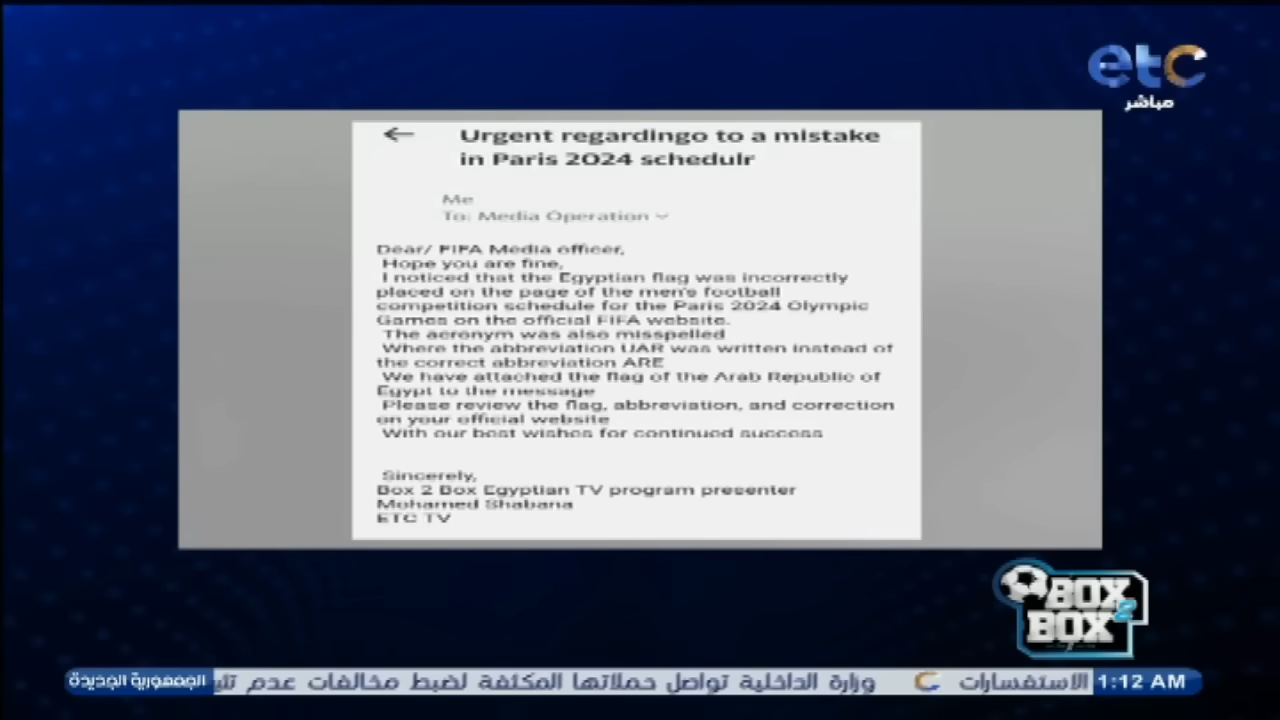 etc
مباشر
←
Urgent regardingo to a mistake
in Paris 2024 schedulr
Me
To: Media Operation
Dear/ FIFA Media officer,
Hope you are fine,
I noticed that the Egyptian flag was incorrectly
placed on the page of the men's football
competition schedule for the Paris 2024 Olympic
Games on the official FIFA website.
The acronym was also misspelled
Where the abbreviation UAR was written instead of
the correct abbreviation ARE
We have attached the flag of the Arab Republic of
Egypt to the message
Please review the flag, abbreviation, and correction
on your official website
With our best wishes for continued success
Sincerely,
Box 2 Box Egyptian TV program presenter
Mohamed Shabana
ETC TV
BOX 2
BOX
1:12 AM الاستفسارات وزارة الداخلية تواصل حملاتها المكثفة لضبط مخالفات عدم الجمهورية الجديدة